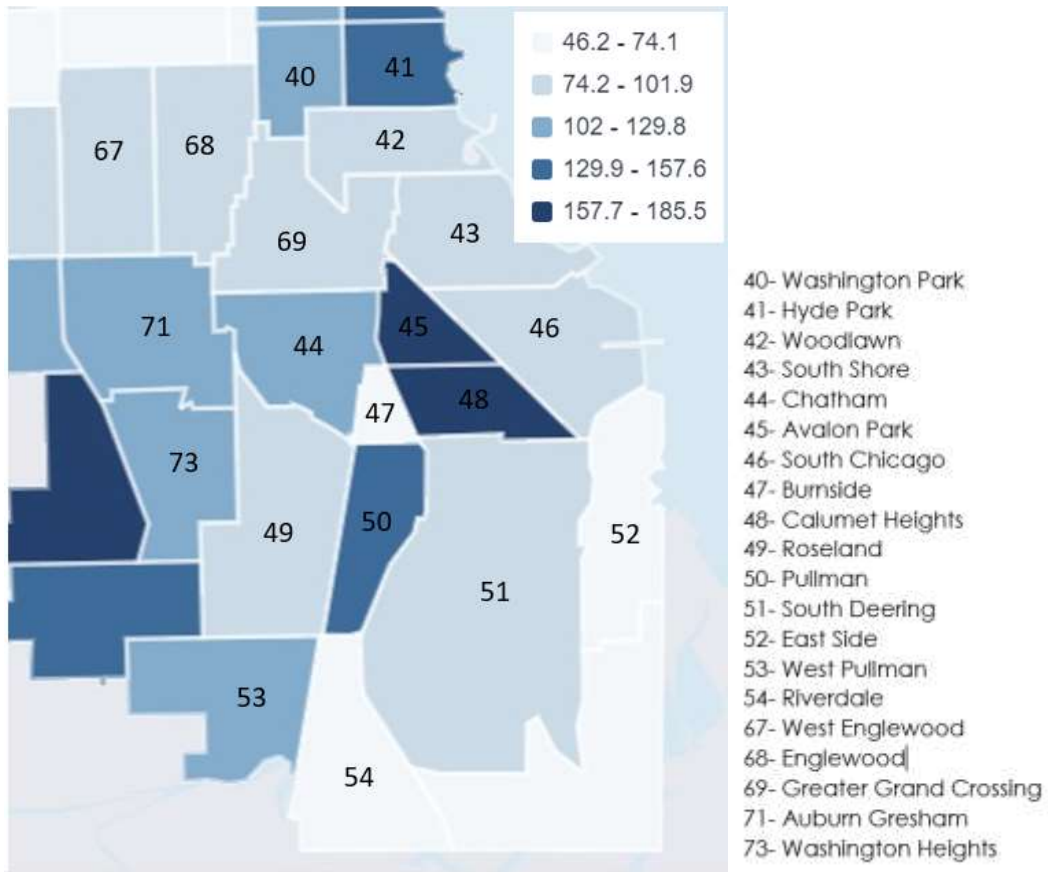 46.2 - 74.1
74.2 - 101.9
102 - 129.8
129.9 - 157.6
157.7 - 185.5
40
41
67
68
42
69
43
71
44
45
46
47
48
73
49
50
51
52
53
54
40- Washington Park
41- Hyde Park
42- Woodlawn
43- South Shore
44- Chatham
45- Avalon Park
46- South Chicago
47- Burnside
48- Calumet Heights
49- Roseland
50- Pullman
51- South Deering
52- East Side
53- West Pullman
54- Riverdale
67- West Englewood
68- Englewood
69- Greater Grand Crossing
71- Auburn Gresham
73- Washington Heights